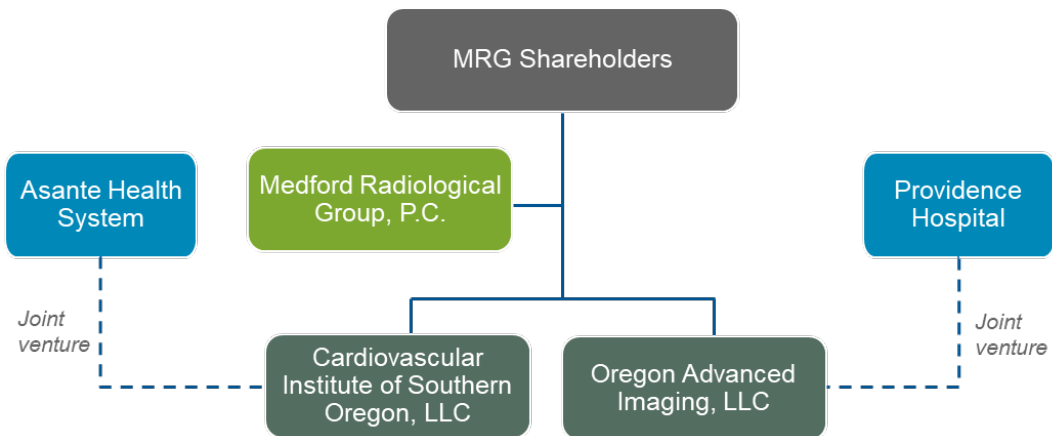 MRG Shareholders
Asante Health
System
Medford Radiological
Group, P.C.
Providence
Hospital
Joint
venture
Joint
venture
Cardiovascular
Institute of Southern
Oregon, LLC
Oregon Advanced
Imaging, LLC